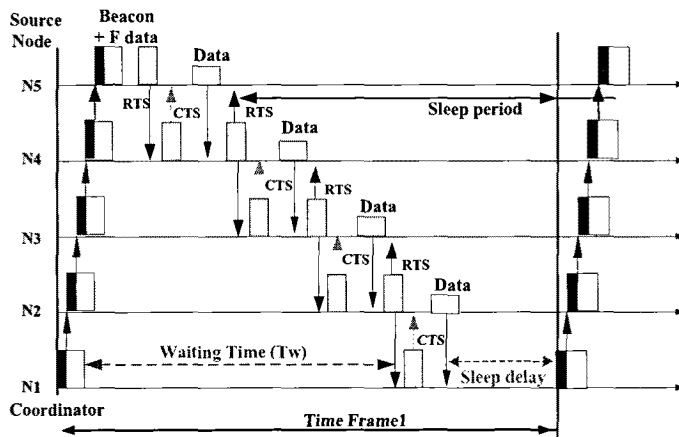 Source
Node
Beacon
+ F data
Data
N5
RTS
CTS
RTS
Sleep period
Data
N4
CTS
RTS
Data
N3
CTS
RTS
Data
N2
Waiting Time (Tw)
CTS
Sleep delay
N1
Coordinator
Time Frame1